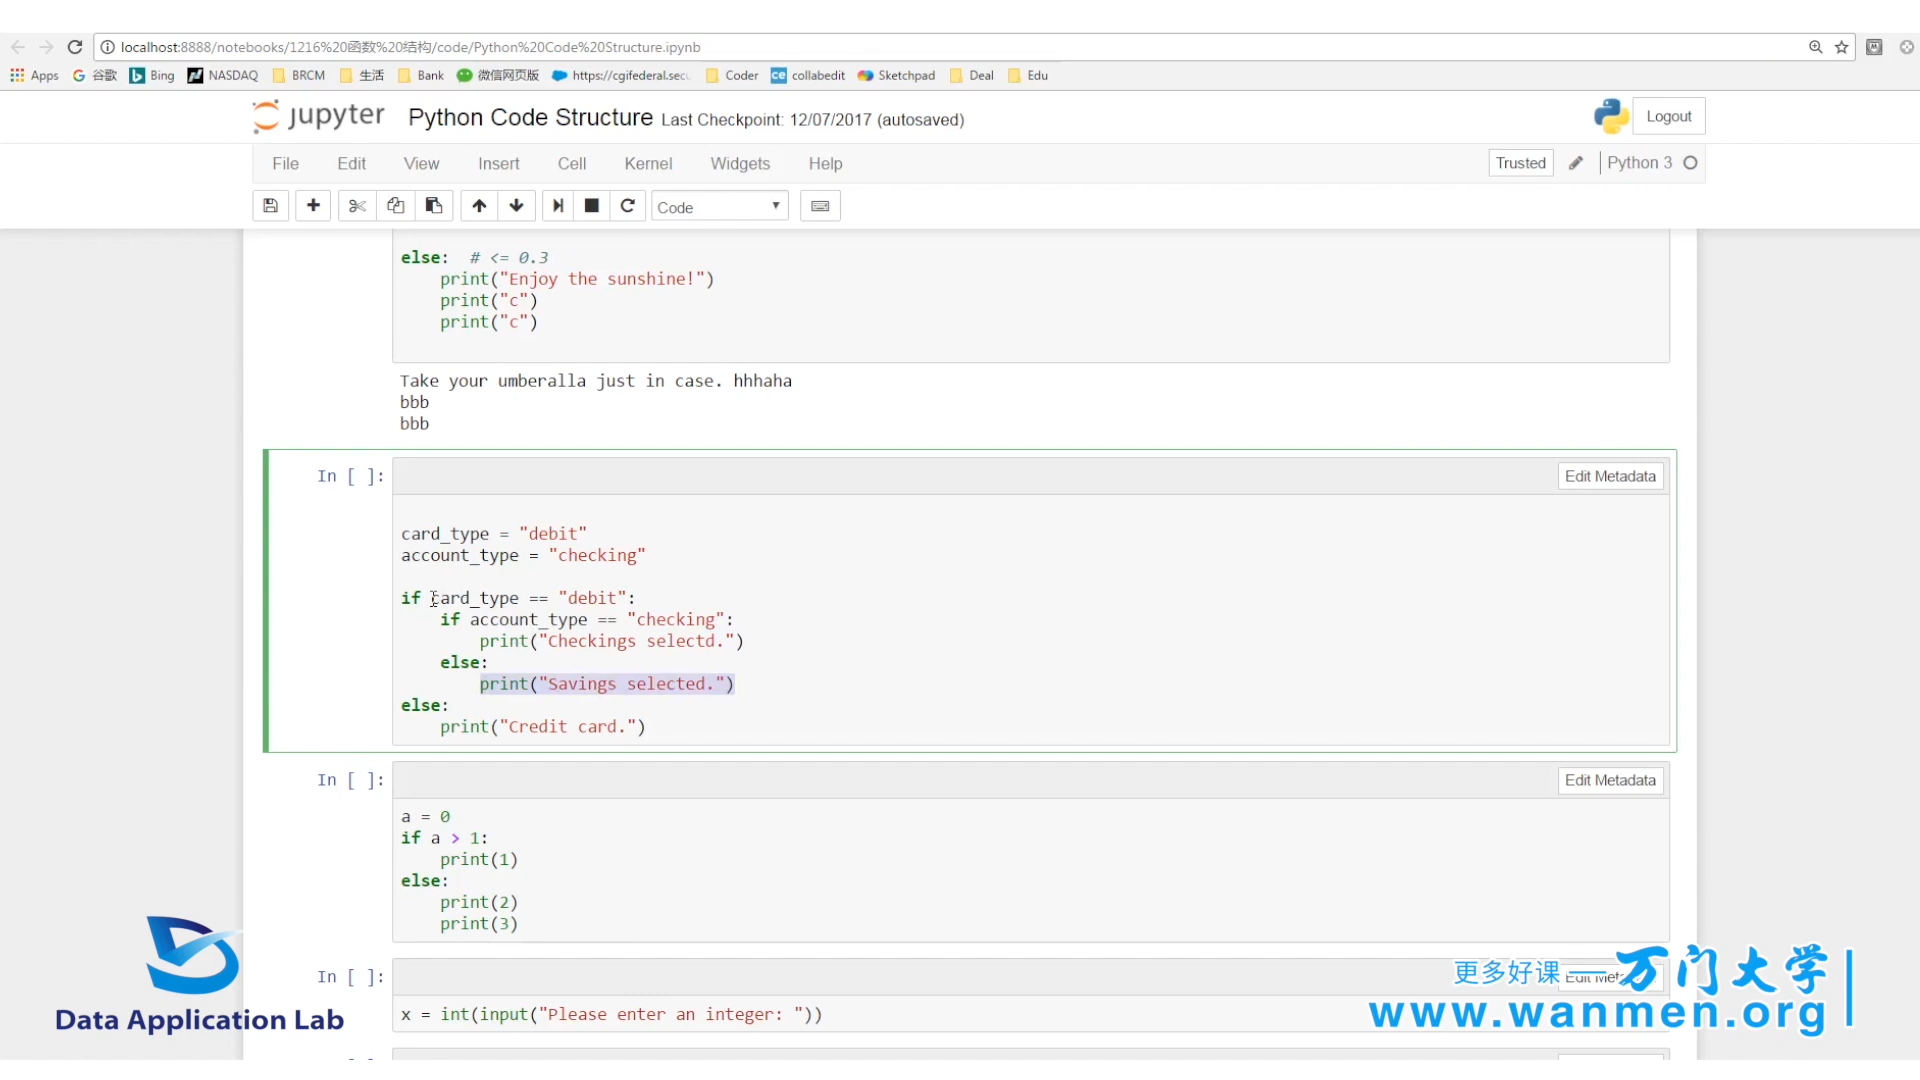 localhost:8888/notebooks/1216%20函数%20结构/code/Python%20Code%20Structure.ipynb
Apps 谷歌 Bing NASDAQ BRCM 生活 Bank 微信网页版 https://cgifederal.secu Coder collabedit Sketchpad Deal Edu
jupyter Python Code Structure Last Checkpoint: 12/07/2017 (autosaved) Logout
File Edit View Insert Cell Kernel Widgets Help Trusted Python 3
Code
else:  # <= 0.3
print("Enjoy the sunshine!")
print("c")
print("c")
Take your umberalla just in case. hhhaha
bbb
bbb
In [ ]: Edit Metadata
card_type = "debit"
account_type = "checking"
if card_type == "debit":
if account_type == "checking":
print("Checkings selectd.")
else:
print("Savings selected.")
else:
print("Credit card.")
In [ ]: Edit Metadata
a = 0
if a > 1:
print(1)
else:
print(2)
print(3)
In [ ]:
更多好课 — 万门大学
x = int(input("Please enter an integer: "))
www.wanmen.org
Data Application Lab